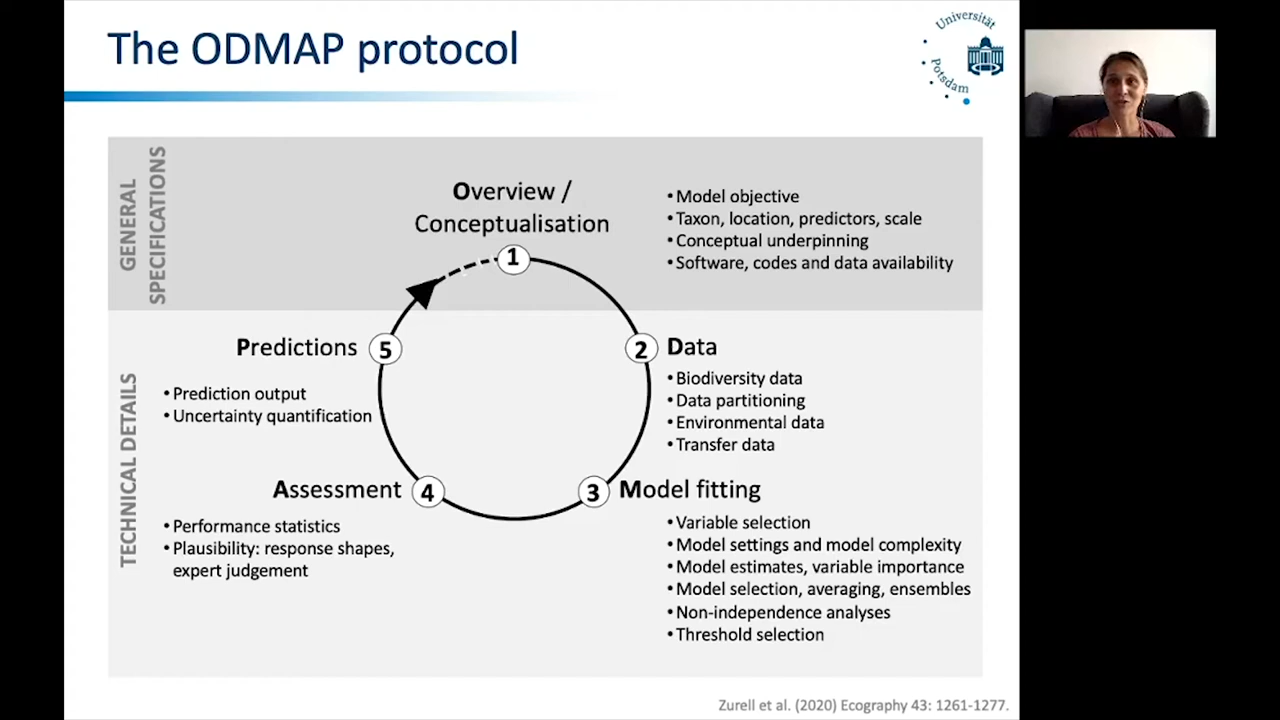 The ODMAP protocol
Universität
Potsdam
GENERAL
SPECIFICATIONS
Overview /
Conceptualisation
1
•Model objective
•Taxon, location, predictors, scale
•Conceptual underpinning
•Software, codes and data availability
TECHNICAL DETAILS
2 Data
•Biodiversity data
•Data partitioning
•Environmental data
•Transfer data
3 Model fitting
•Variable selection
•Model settings and model complexity
•Model estimates, variable importance
•Model selection, averaging, ensembles
•Non-independence analyses
•Threshold selection
Assessment 4
•Performance statistics
•Plausibility: response shapes,
expert judgement
Predictions 5
•Prediction output
•Uncertainty quantification
Zurell et al. (2020) Ecography 43: 1261-1277.